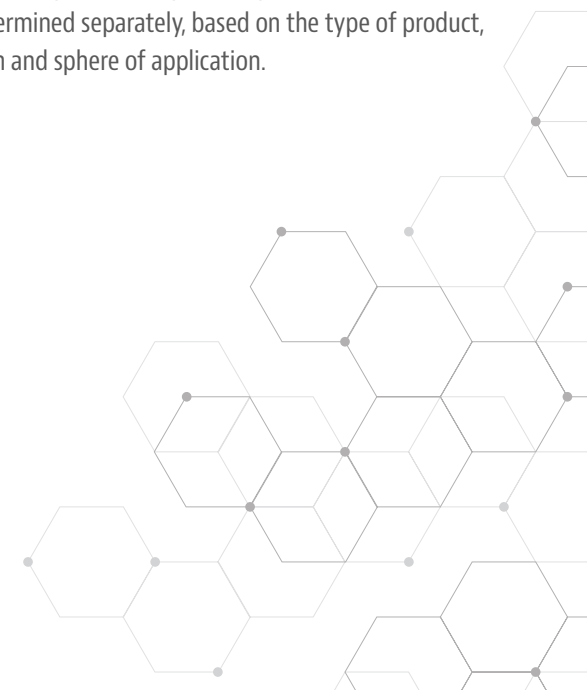 ermined separately, based on the type of product,
and sphere of application.